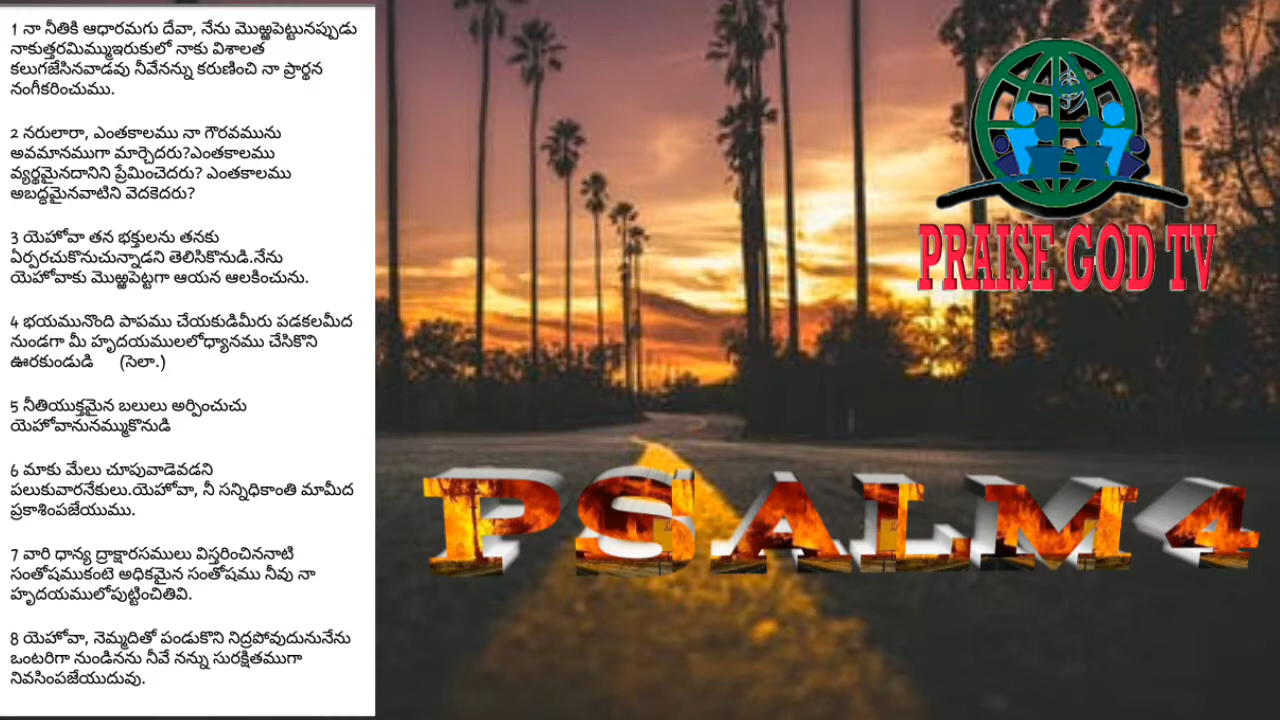 1 నా నీతికి ఆధారమగు దేవా, నేను మొఱ్ఱపెట్టునప్పుడు
నాకుత్తరమిమ్ముఇరుకులో నాకు విశాలత
కలుగజేసినవాడవు నీవేనన్ను కరుణించి నా ప్రార్థన
నంగీకరించుము.
2 నరులారా, ఎంతకాలము నా గౌరవమును
అవమానముగా మార్చెదరు?ఎంతకాలము
వ్యర్థమైనదానిని ప్రేమించెదరు? ఎంతకాలము
అబద్ధమైనవాటిని వెదకెదరు?
3 యెహోవా తన భక్తులను తనకు
ఏర్పరచుకొనుచున్నాడని తెలిసికొనుడి.నేను
యెహోవాకు మొఱ్ఱపెట్టగా ఆయన ఆలకించును.
4 భయమునొంది పాపము చేయకుడిమీరు పడకలమీద
నుండగా మీ హృదయములలోధ్యానము చేసికొని
ఊరకుండుడి (సెలా.)
5 నీతియుక్తమైన బలులు అర్పించుచు
యెహోవానునమ్ముకొనుడి
6 మాకు మేలు చూపువాడెవడని
పలుకువారనేకులు.యెహోవా, నీ సన్నిధికాంతి మామీద
ప్రకాశింపజేయుము.
7 వారి ధాన్య ద్రాక్షారసములు విస్తరించిననాటి
సంతోషముకంటె అధికమైన సంతోషము నీవు నా
హృదయములోపుట్టించితివి.
8 యెహోవా, నెమ్మదితో పండుకొని నిద్రపోవుదునునేను
ఒంటరిగా నుండినను నీవే నన్ను సురక్షితముగా
నివసింపజేయుదువు.
PRAISE GOD TV
PSALM 4